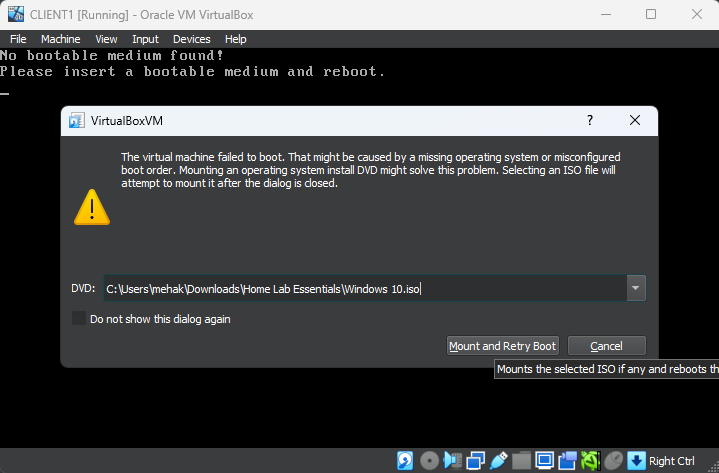 CLIENT1 [Running] - Oracle VM VirtualBox
File Machine View Input Devices Help
No bootable medium found!
Please insert a bootable medium and reboot.
VirtualBoxVM
The virtual machine failed to boot. That might be caused by a missing operating system or misconfigured
boot order. Mounting an operating system install DVD might solve this problem. Selecting an ISO file will
attempt to mount it after the dialog is closed.
DVD: C:\Users\mehak\Downloads\Home Lab Essentials\Windows 10.iso
Do not show this dialog again
Mount and Retry Boot Cancel
Mounts the selected ISO if any and reboots th
Right Ctrl